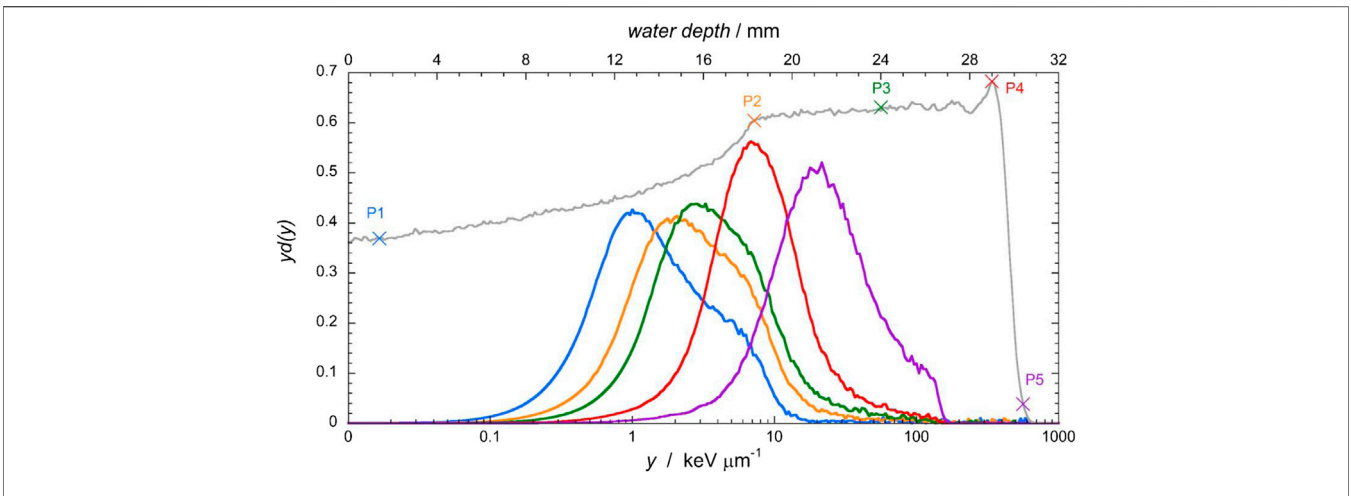 water depth / mm
0 4 8 12 16 20 24 28 32
0.7
0.6
0.5
0.4
0.3
0.2
0.1
0
yd(y)
P1
P2
P3
P4
P5
0 0.1 1 10 100 1000
y / keV μm⁻¹